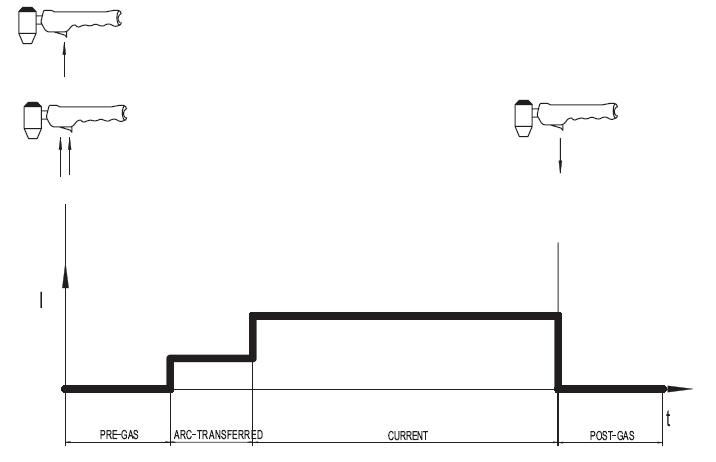 I
t
PRE-GAS
ARC-TRANSFERRED
CURRENT
POST-GAS